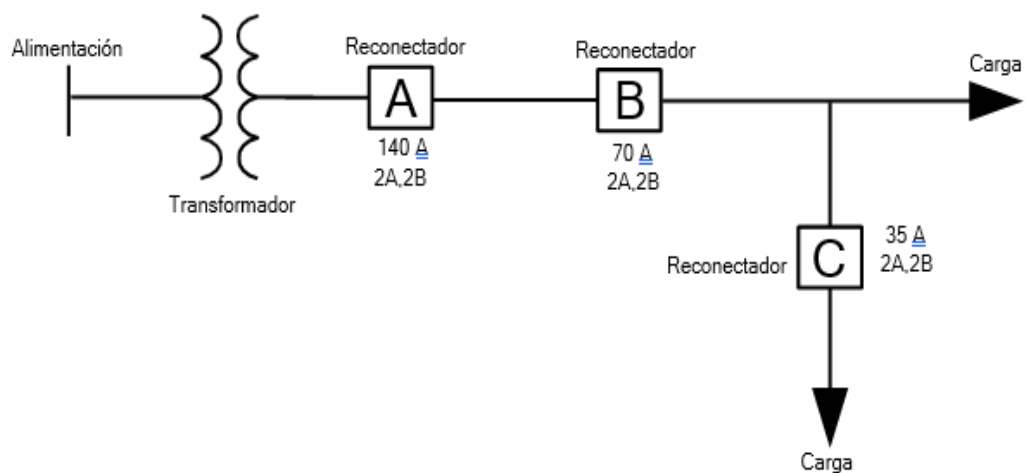 Alimentación
Transformador
Reconectador
A
140 A
2A,2B
Reconectador
B
70 A
2A,2B
Carga
Reconectador
C
35 A
2A,2B
Carga